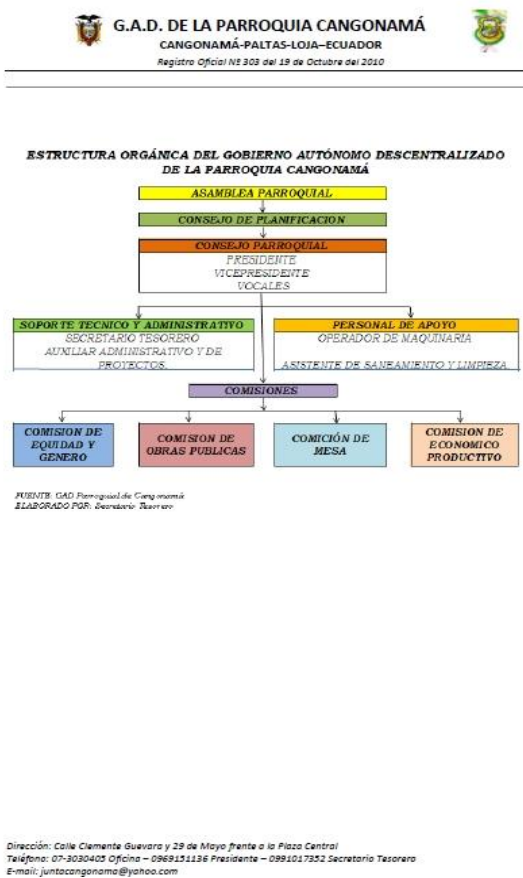 G.A.D. DE LA PARROQUIA CANGONAMÁ
CANGONAMÁ-PALTAS-LOJA–ECUADOR
Registro Oficial Nº 303 del 19 de Octubre del 2010
ESTRUCTURA ORGÁNICA DEL GOBIERNO AUTÓNOMO DESCENTRALIZADO
DE LA PARROQUIA CANGONAMÁ
ASAMBLEA PARROQUIAL
CONSEJO DE PLANIFICACION
CONSEJO PARROQUIAL
PRESIDENTE
VICEPRESIDENTE
VOCALES
SOPORTE TECNICO Y ADMINISTRATIVO
SECRETARIO TESORERO
AUXILIAR ADMINISTRATIVO Y DE
PROYECTOS.
PERSONAL DE APOYO
OPERADOR DE MAQUINARIA
ASISTENTE DE SANEAMIENTO Y LIMPIEZA.
COMISIONES
COMISION DE
EQUIDAD Y
GENERO
COMISION DE
OBRAS PUBLICAS
COMICIÓN DE
MESA
COMISION DE
ECONOMICO
PRODUCTIVO
FUENTE: GAD Parroquial de Cangonamá
ELABORADO POR: Secretario Tesorero
Dirección: Calle Clemente Guevara y 29 de Mayo frente a la Plaza Central
Teléfono: 07-3030405 Oficina – 0969151136 Presidente – 0991017352 Secretario Tesorero
E-mail: juntacangonama@yahoo.com